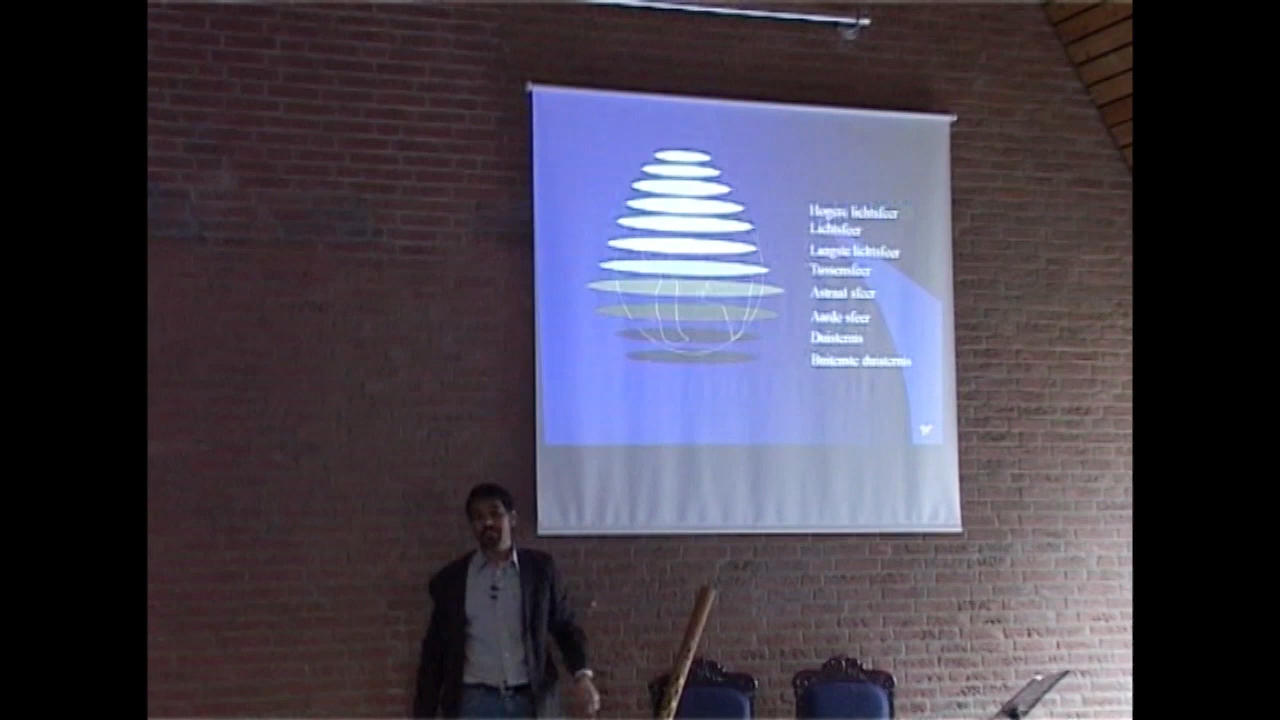 Hogere lichtsfeer
Lichtsfeer
Laagste lichtsfeer
Tussensfeer
Astraal sfeer
Aarde sfeer
Duisternis
Buitenste duisternis